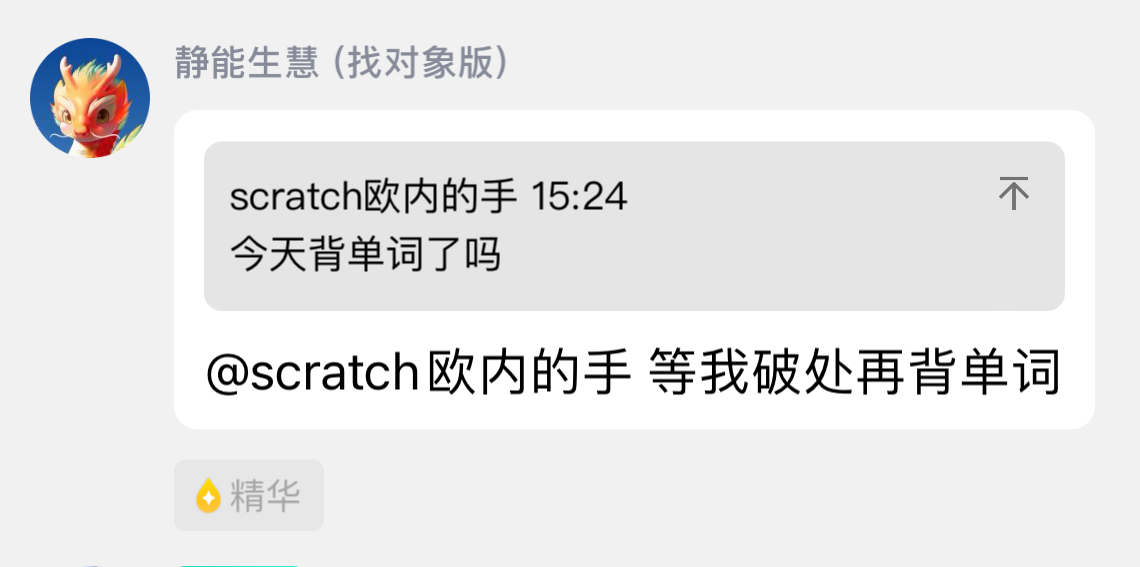 静能生慧 (找对象版)
scratch欧内的手 15:24
今天背单词了吗
@scratch欧内的手 等我破处再背单词
精华